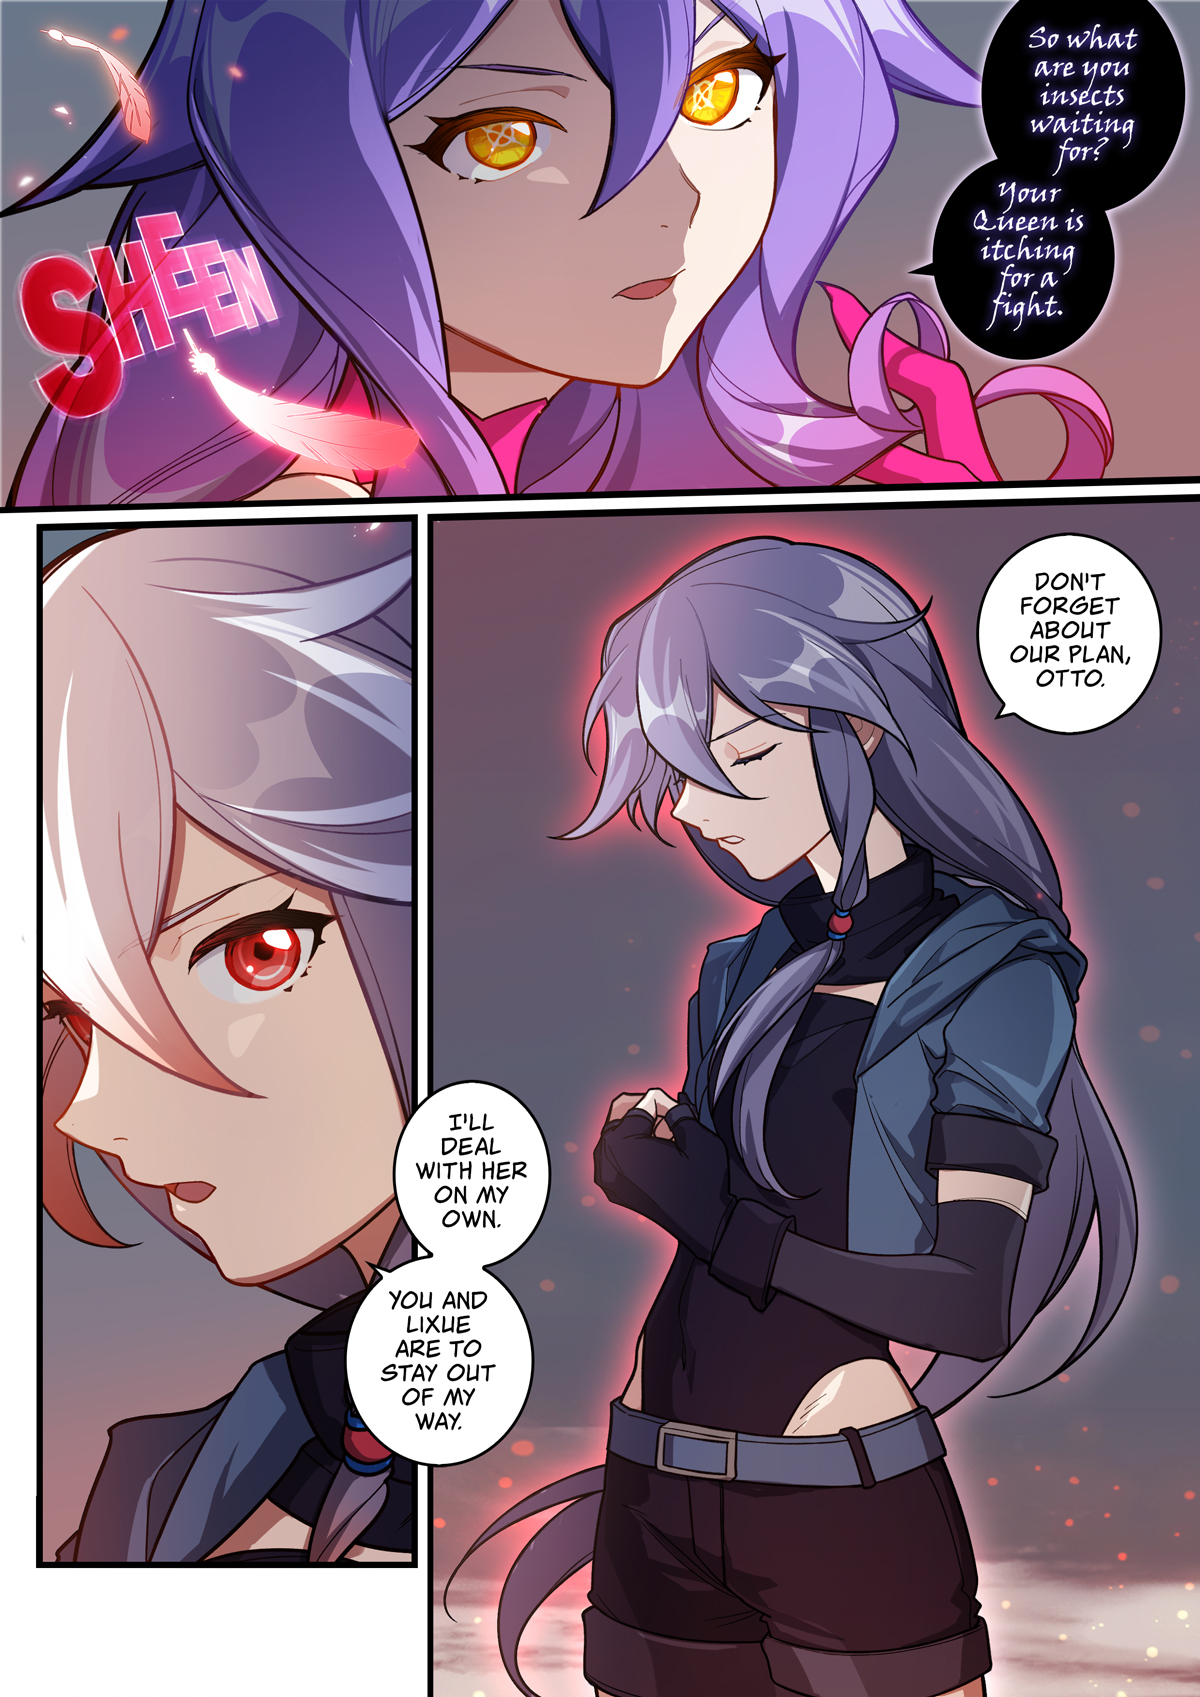 So what
are you
insects
waiting
for?
Your
Queen is
itching
for a
fight.
SHEEN
DON'T
FORGET
ABOUT
OUR PLAN,
OTTO.
I'LL
DEAL
WITH HER
ON MY
OWN.
YOU AND
LIXUE
ARE TO
STAY OUT
OF MY
WAY.